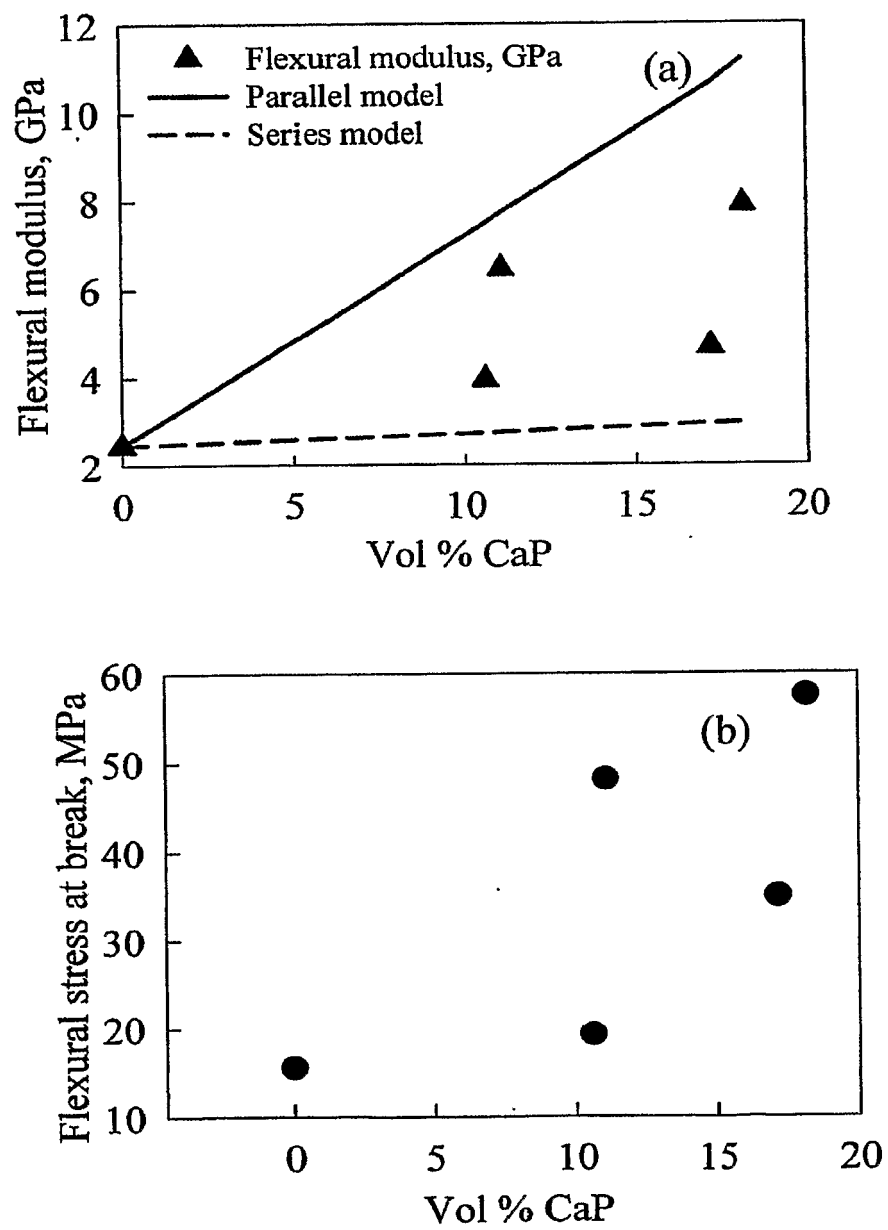 12
10
8
6
4
2
Flexural modulus, GPa
Flexural modulus, GPa
Parallel model
Series model
(a)
0 5 10 15 20
Vol % CaP
60
50
40
30
20
10
Flexural stress at break, MPa
(b)
0 5 10 15 20
Vol % CaP